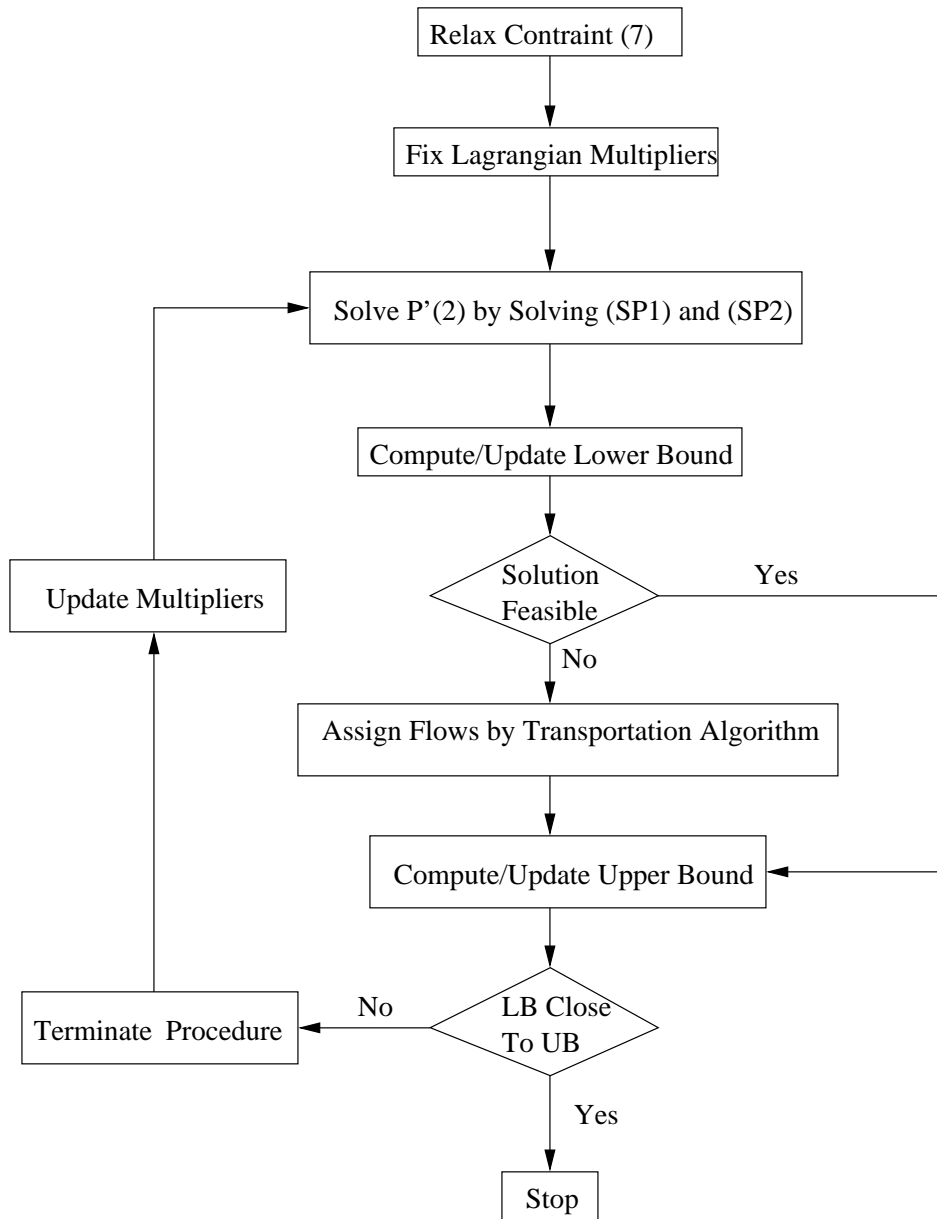 Relax Contraint (7)
Fix Lagrangian Multipliers
Solve P'(2) by Solving (SP1) and (SP2)
Compute/Update Lower Bound
Solution
Feasible
Yes
Update Multipliers
No
Assign Flows by Transportation Algorithm
Compute/Update Upper Bound
LB Close
To UB
No
Terminate Procedure
Yes
Stop